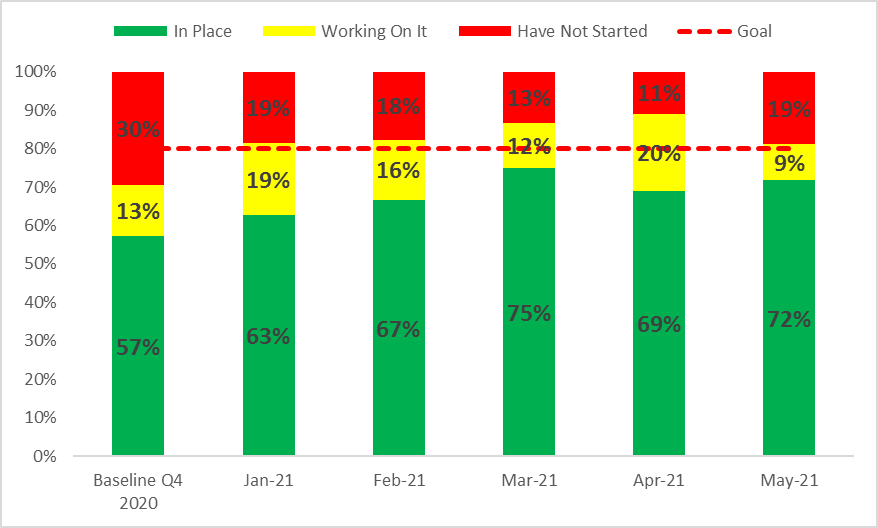 In Place Working On It Have Not Started Goal
100%
90%
80%
70%
60%
50%
40%
30%
20%
10%
0%
30% 19% 18% 13% 11% 19%
13% 19% 16% 12% 20% 9%
57% 63% 67% 75% 69% 72%
Baseline Q4 Jan-21 Feb-21 Mar-21 Apr-21 May-21
2020